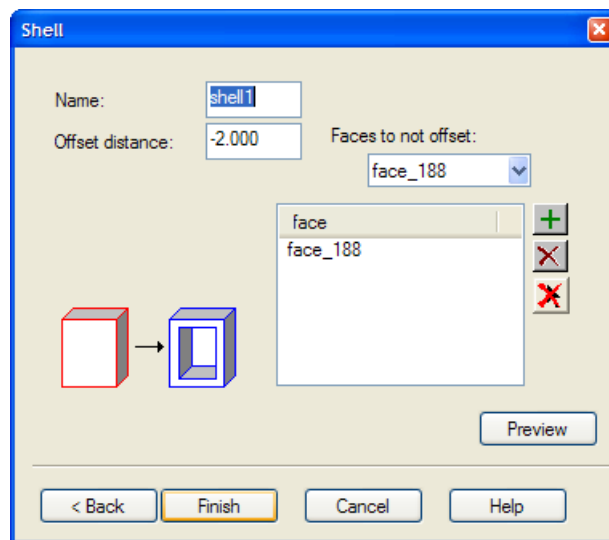 Shell
Name: shell1
Offset distance: -2.000
Faces to not offset:
face_188
face
face_188
Preview
< Back Finish Cancel Help